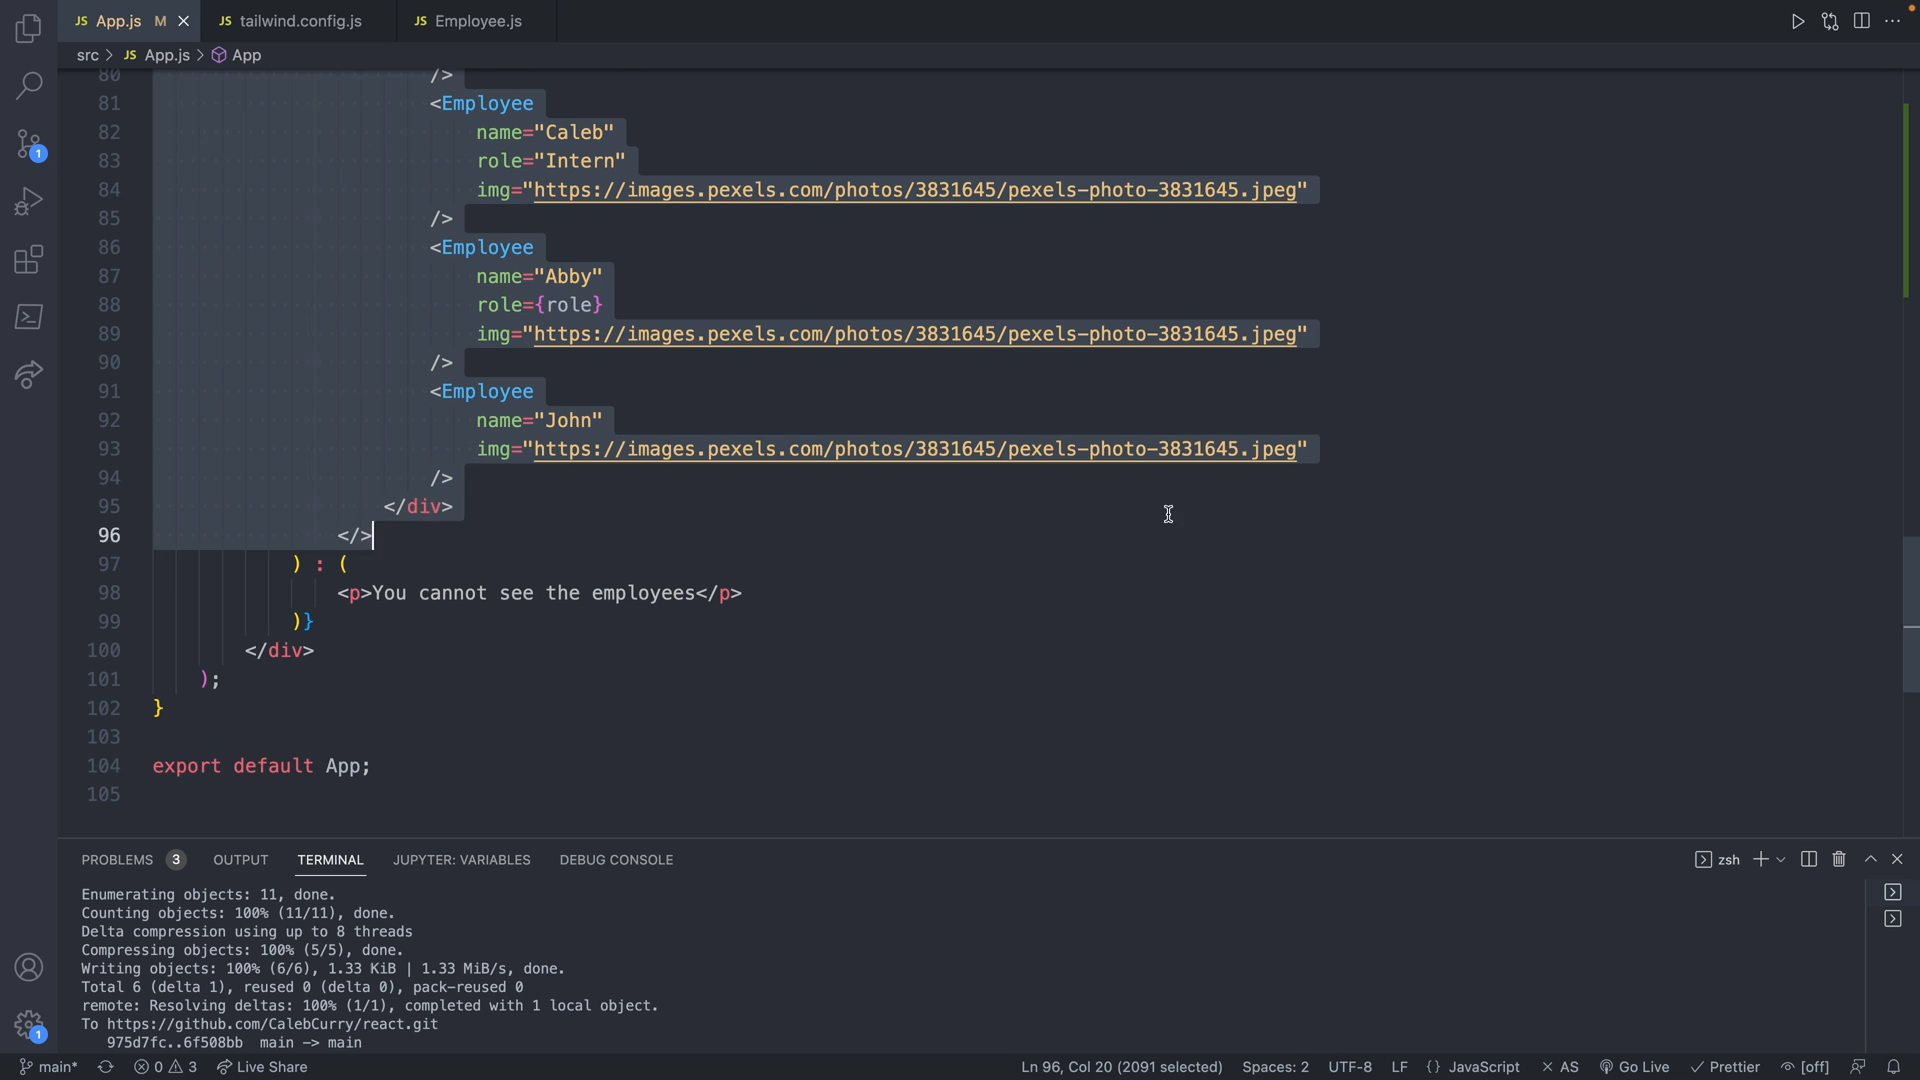 JS App.js M
JS tailwind.config.js
JS Employee.js
src > JS App.js > App
80 />
81 <Employee
82 name="Caleb"
83 role="Intern"
84 img="https://images.pexels.com/photos/3831645/pexels-photo-3831645.jpeg"
85 />
86 <Employee
87 name="Abby"
88 role={role}
89 img="https://images.pexels.com/photos/3831645/pexels-photo-3831645.jpeg"
90 />
91 <Employee
92 name="John"
93 img="https://images.pexels.com/photos/3831645/pexels-photo-3831645.jpeg"
94 />
95 </div>
96 </>
97 ) : (
98 <p>You cannot see the employees</p>
99 )}
100 </div>
101 );
102 }
103
104 export default App;
105
1
1
PROBLEMS 3 OUTPUT TERMINAL JUPYTER: VARIABLES DEBUG CONSOLE zsh
Enumerating objects: 11, done.
Counting objects: 100% (11/11), done.
Delta compression using up to 8 threads
Compressing objects: 100% (5/5), done.
Writing objects: 100% (6/6), 1.33 KiB | 1.33 MiB/s, done.
Total 6 (delta 1), reused 0 (delta 0), pack-reused 0
remote: Resolving deltas: 100% (1/1), completed with 1 local object.
To https://github.com/CalebCurry/react.git
975d7fc..6f508bb main -> main
main* 0 3 Live Share Ln 96, Col 20 (2091 selected) Spaces: 2 UTF-8 LF {} JavaScript × AS Go Live ✓ Prettier [off]